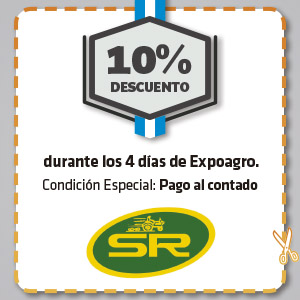 10%
DESCUENTO
durante los 4 días de Expoagro.
Condición Especial: Pago al contado
SR